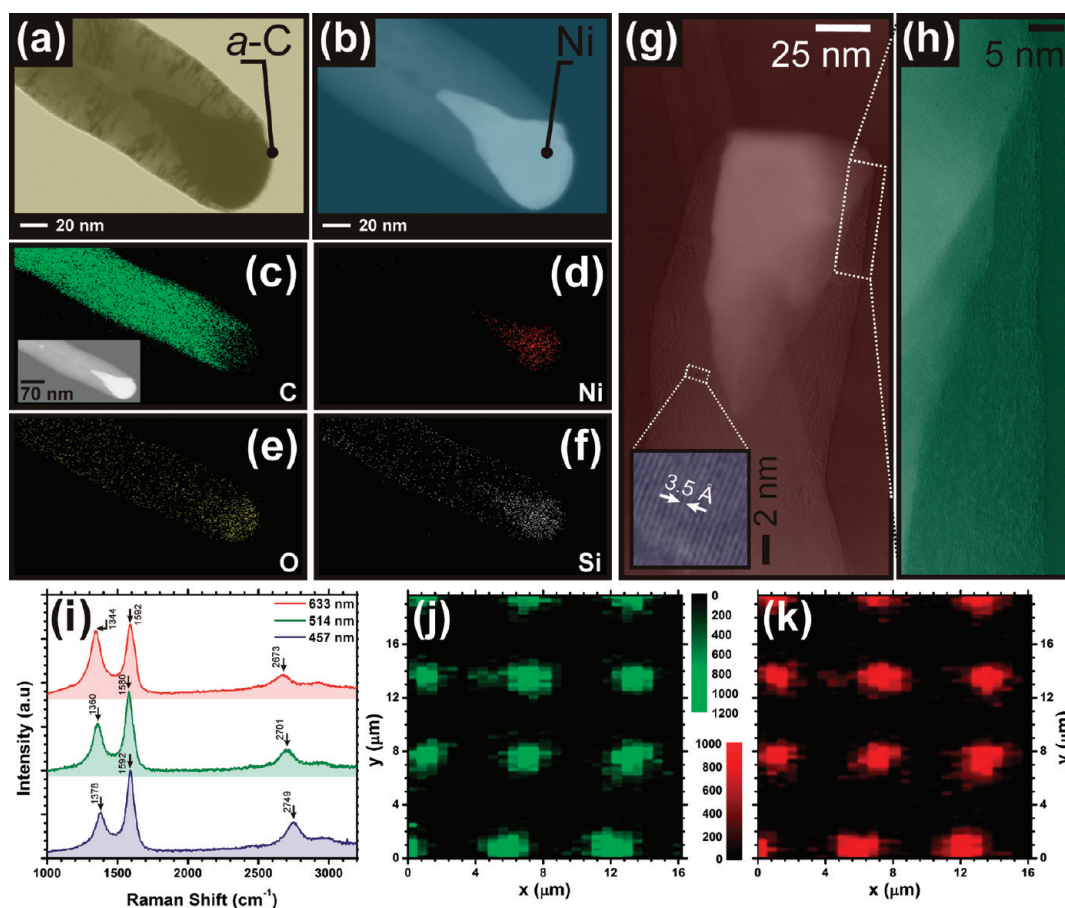 (a)
a-C
20 nm
(b)
Ni
20 nm
(c)
70 nm
C
(d)
Ni
(e)
O
(f)
Si
(g)
25 nm
3.5 Å
2 nm
(h)
5 nm
(i)
633 nm
514 nm
457 nm
1344
1592
2673
1360
1580
2701
1378
1592
2749
Intensity (a.u)
1000 1500 2000 2500 3000
Raman Shift (cm-1)
(j)
16
12
8
4
0
y (µm)
0 4 8 12 16
x (µm)
0
200
400
600
800
1000
1200
1000
800
600
400
200
0
(k)
16
12
8
4
0
y (µm)
0 4 8 12 16
x (µm)